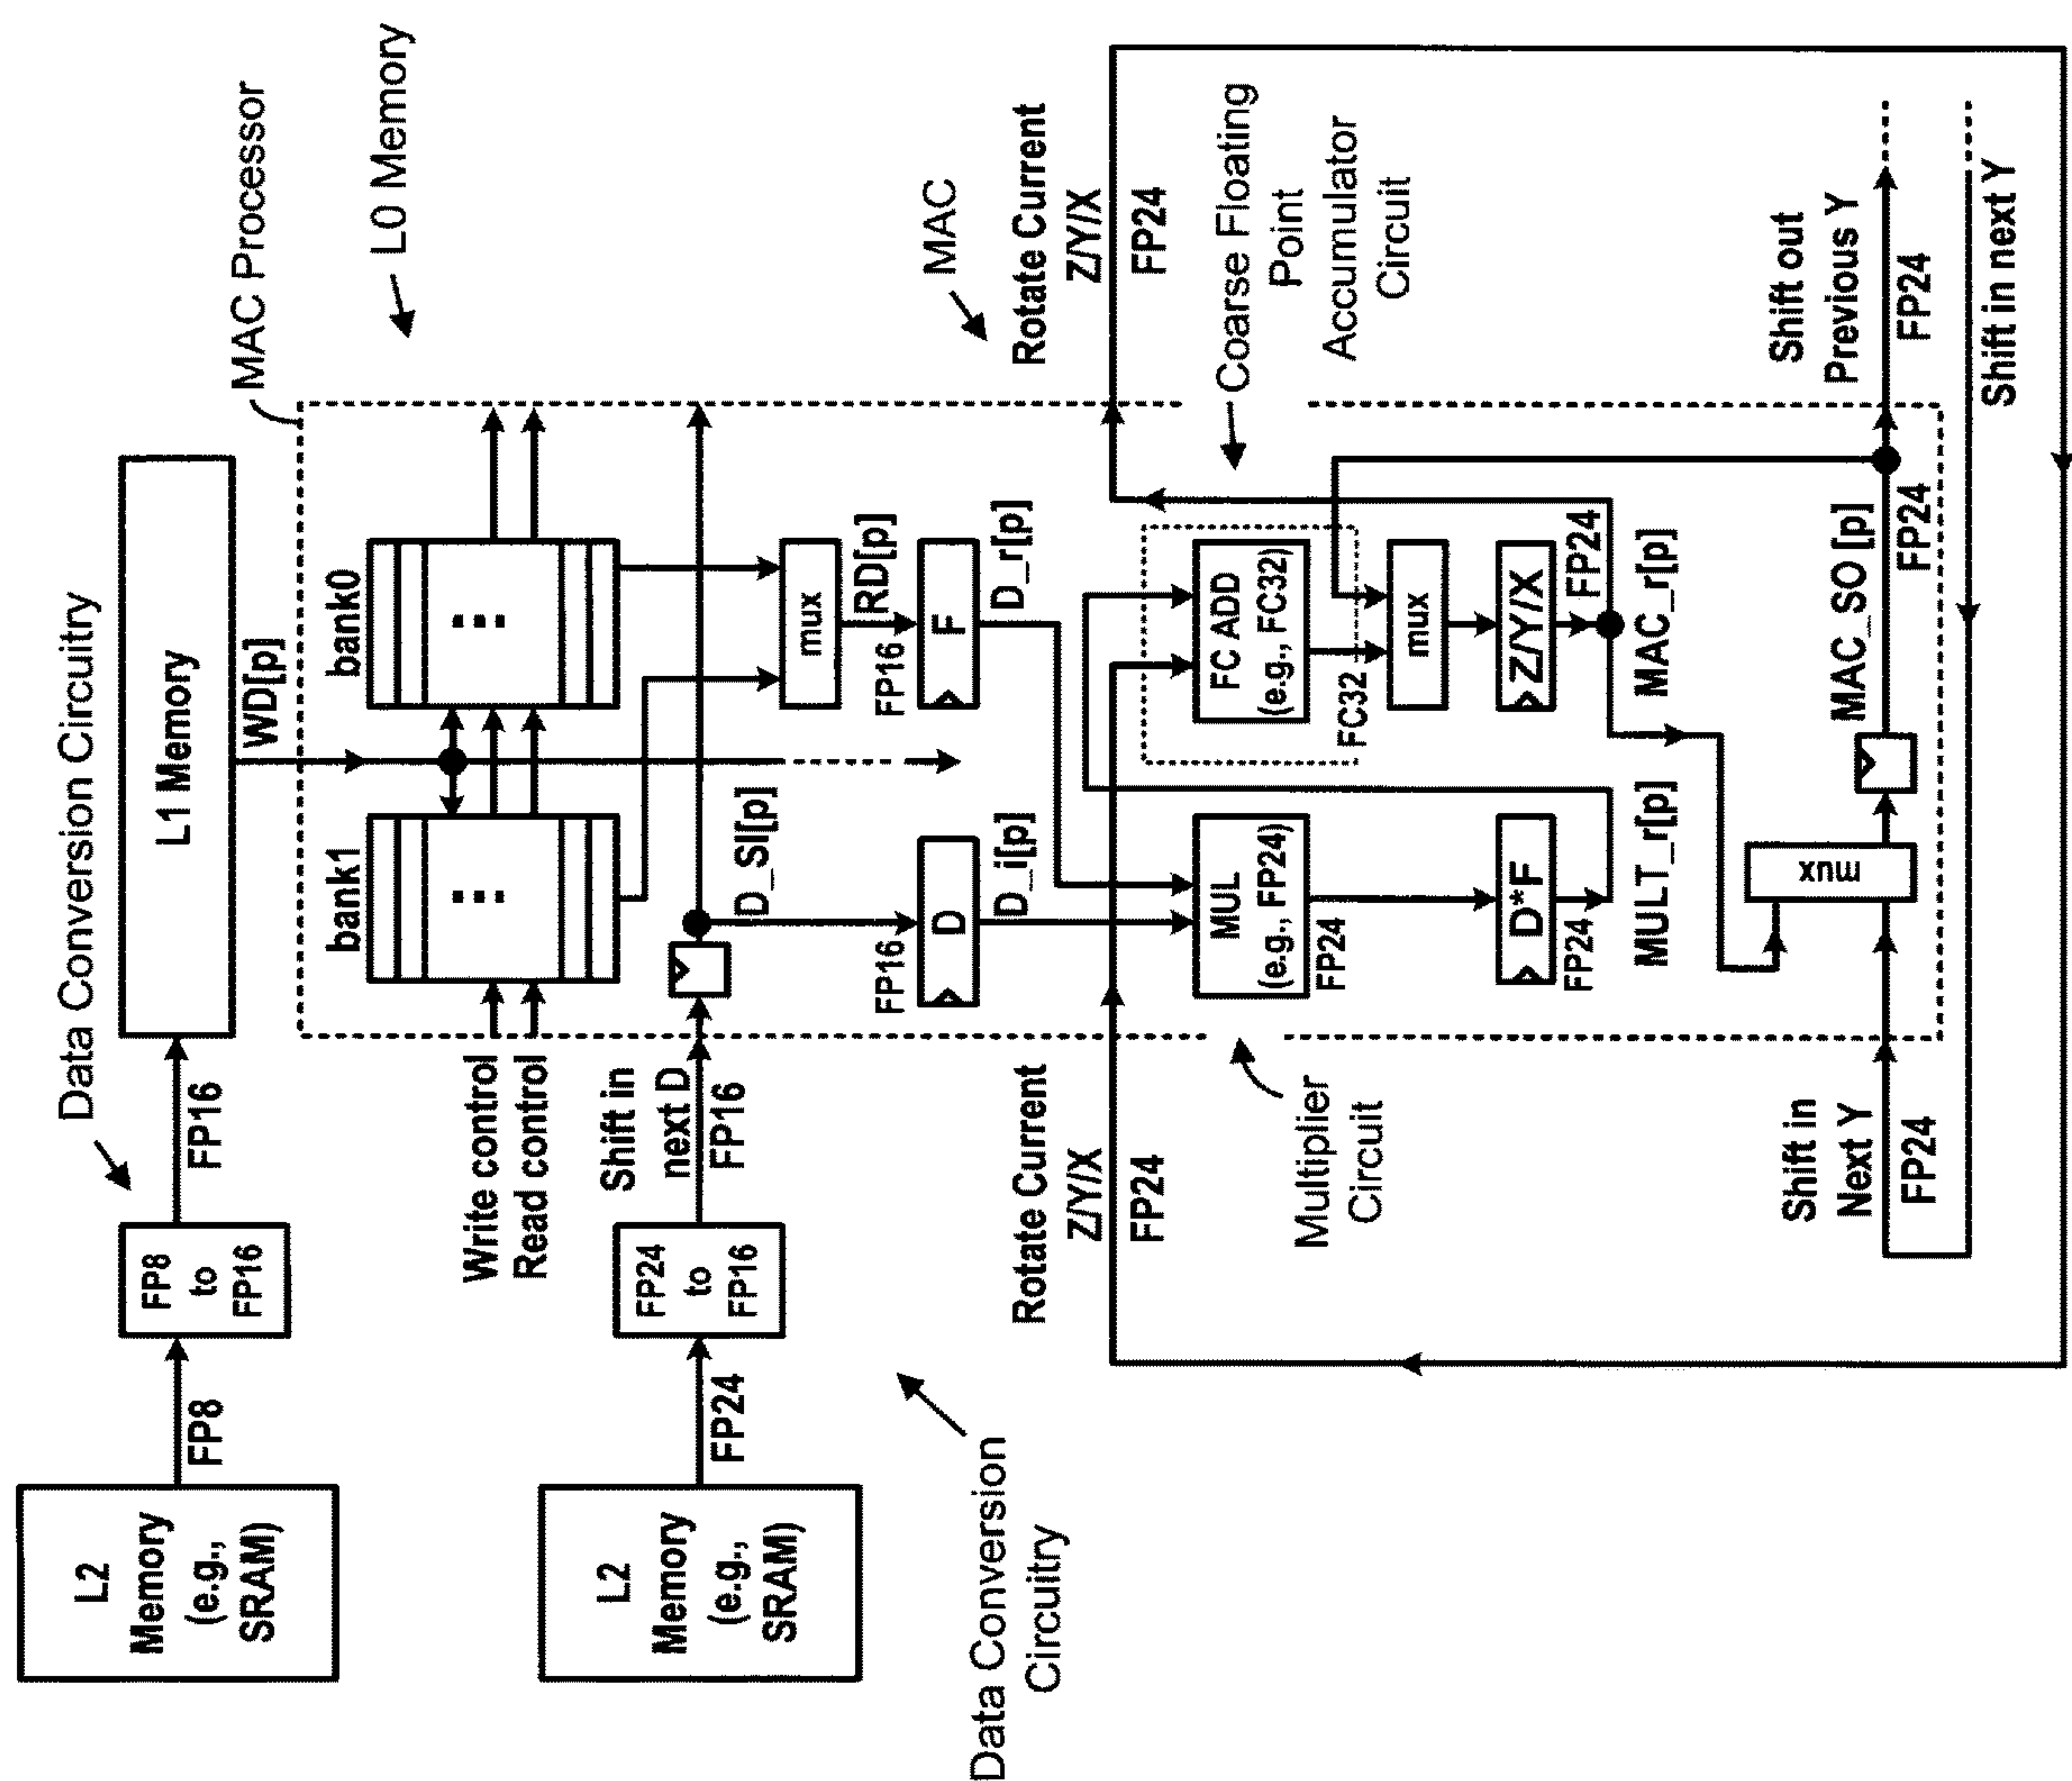 Data Conversion Circuitry
MAC Processor
L0 Memory
L2
Memory
(e.g.,
SRAM)
FP8
FP8
to
FP16
FP16
L1 Memory
WD[p]
bank1
bank0
...
...
Write control
Read control
L2
Memory
(e.g.,
SRAM)
FP24
FP24
to
FP16
Shift in
next D
FP16
D_SI[p]
mux
RD[p]
FP16
D
FP16
F
D_i[p]
D_r[p]
Data Conversion
Circuitry
MAC
Rotate Current
Z/Y/X
FP24
Rotate Current
Z/Y/X
FP24
Multiplier
Circuit
MUL
(e.g., FP24)
FP24
FC ADD
(e.g., FC32)
FC32
Coarse Floating
Point
Accumulator
Circuit
mux
D*F
FP24
Z/Y/X
FP24
MULT_r[p]
MAC_r[p]
Shift in
Next Y
FP24
mux
MAC_SO [p]
FP24
Shift out
Previous Y
FP24
Shift in next Y